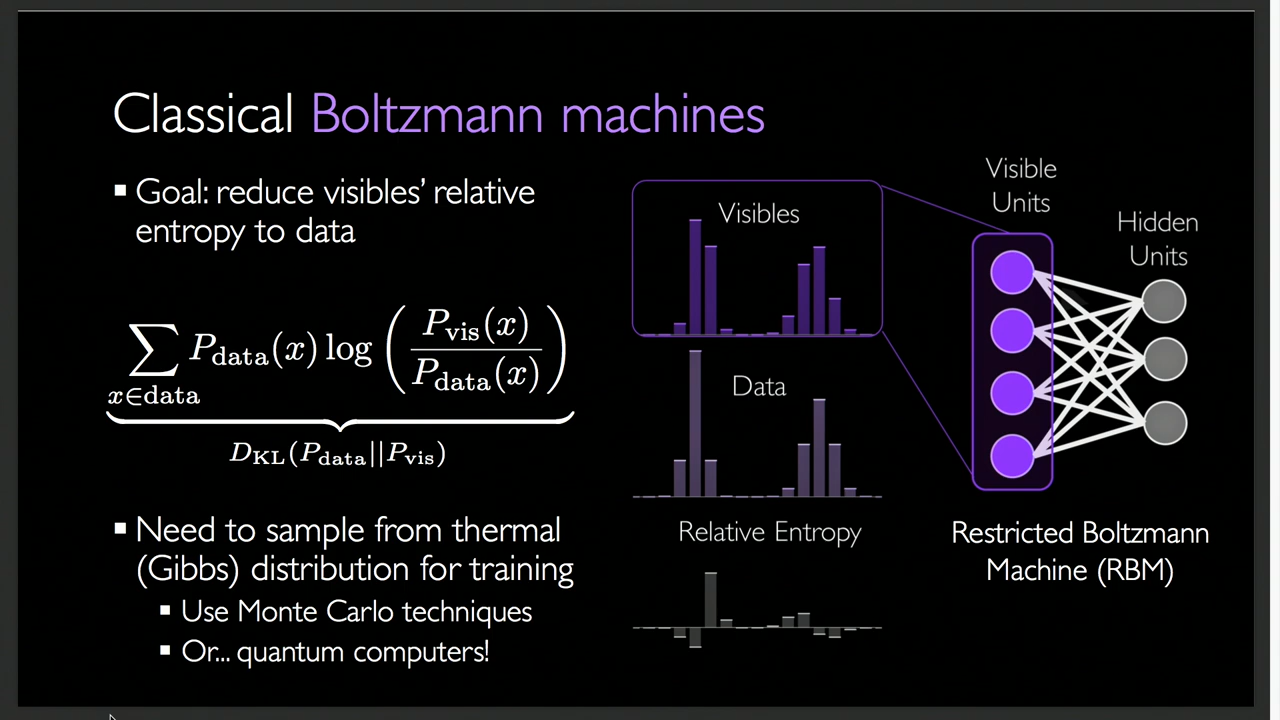 Classical Boltzmann machines
▪ Goal: reduce visibles' relative
entropy to data
∑_{x∈data} P_data(x) log ( P_vis(x) / P_data(x) )
D_KL(P_data||P_vis)
▪ Need to sample from thermal
(Gibbs) distribution for training
▪ Use Monte Carlo techniques
▪ Or... quantum computers!
Visibles
Data
Relative Entropy
Visible
Units
Hidden
Units
Restricted Boltzmann
Machine (RBM)